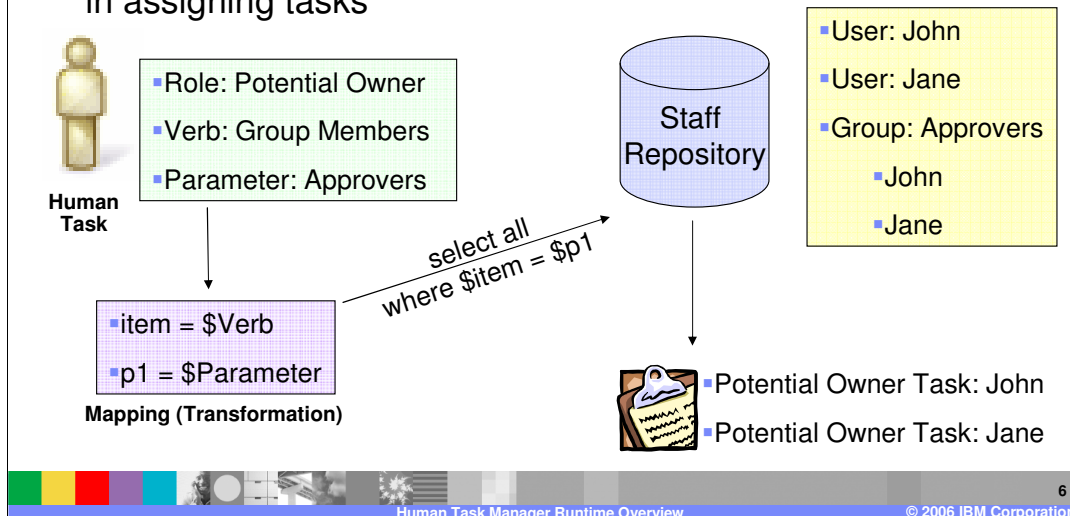 in assigning tasks
▪Role: Potential Owner
▪Verb: Group Members
▪Parameter: Approvers
Human
Task
▪item = $Verb
▪p1 = $Parameter
Mapping (Transformation)
select all
where $item = $p1
Staff
Repository
▪User: John
▪User: Jane
▪Group: Approvers
▪John
▪Jane
▪Potential Owner Task: John
▪Potential Owner Task: Jane
6
Human Task Manager Runtime Overview
© 2006 IBM Corporation